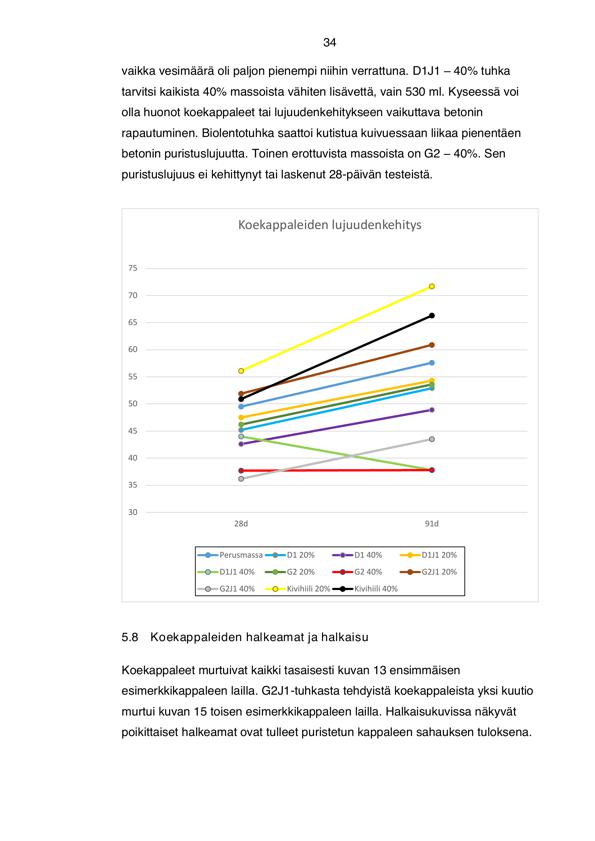 34
vaikka vesimäärä oli paljon pienempi niihin verrattuna. D1J1 – 40% tuhka
tarvitsi kaikista 40% massoista vähiten lisävettä, vain 530 ml. Kyseessä voi
olla huonot koekappaleet tai lujuudenkehitykseen vaikuttava betonin
rapautuminen. Biolentotuhka saattoi kutistua kuivuessaan liikaa pienentäen
betonin puristuslujuutta. Toinen erottuvista massoista on G2 – 40%. Sen
puristuslujuus ei kehittynyt tai laskenut 28-päivän testeistä.
Koekappaleiden lujuudenkehitys
75
70
65
60
55
50
45
40
35
30
28d 91d
Perusmassa D1 20% D1 40% D1J1 20%
D1J1 40% G2 20% G2 40% G2J1 20%
G2J1 40% Kivihiili 20% Kivihiili 40%
5.8 Koekappaleiden halkeamat ja halkaisu
Koekappaleet murtuivat kaikki tasaisesti kuvan 13 ensimmäisen
esimerkkikappaleen lailla. G2J1-tuhkasta tehdyistä koekappaleista yksi kuutio
murtui kuvan 15 toisen esimerkkikappaleen lailla. Halkaisukuvissa näkyvät
poikittaiset halkeamat ovat tulleet puristetun kappaleen sahauksen tuloksena.